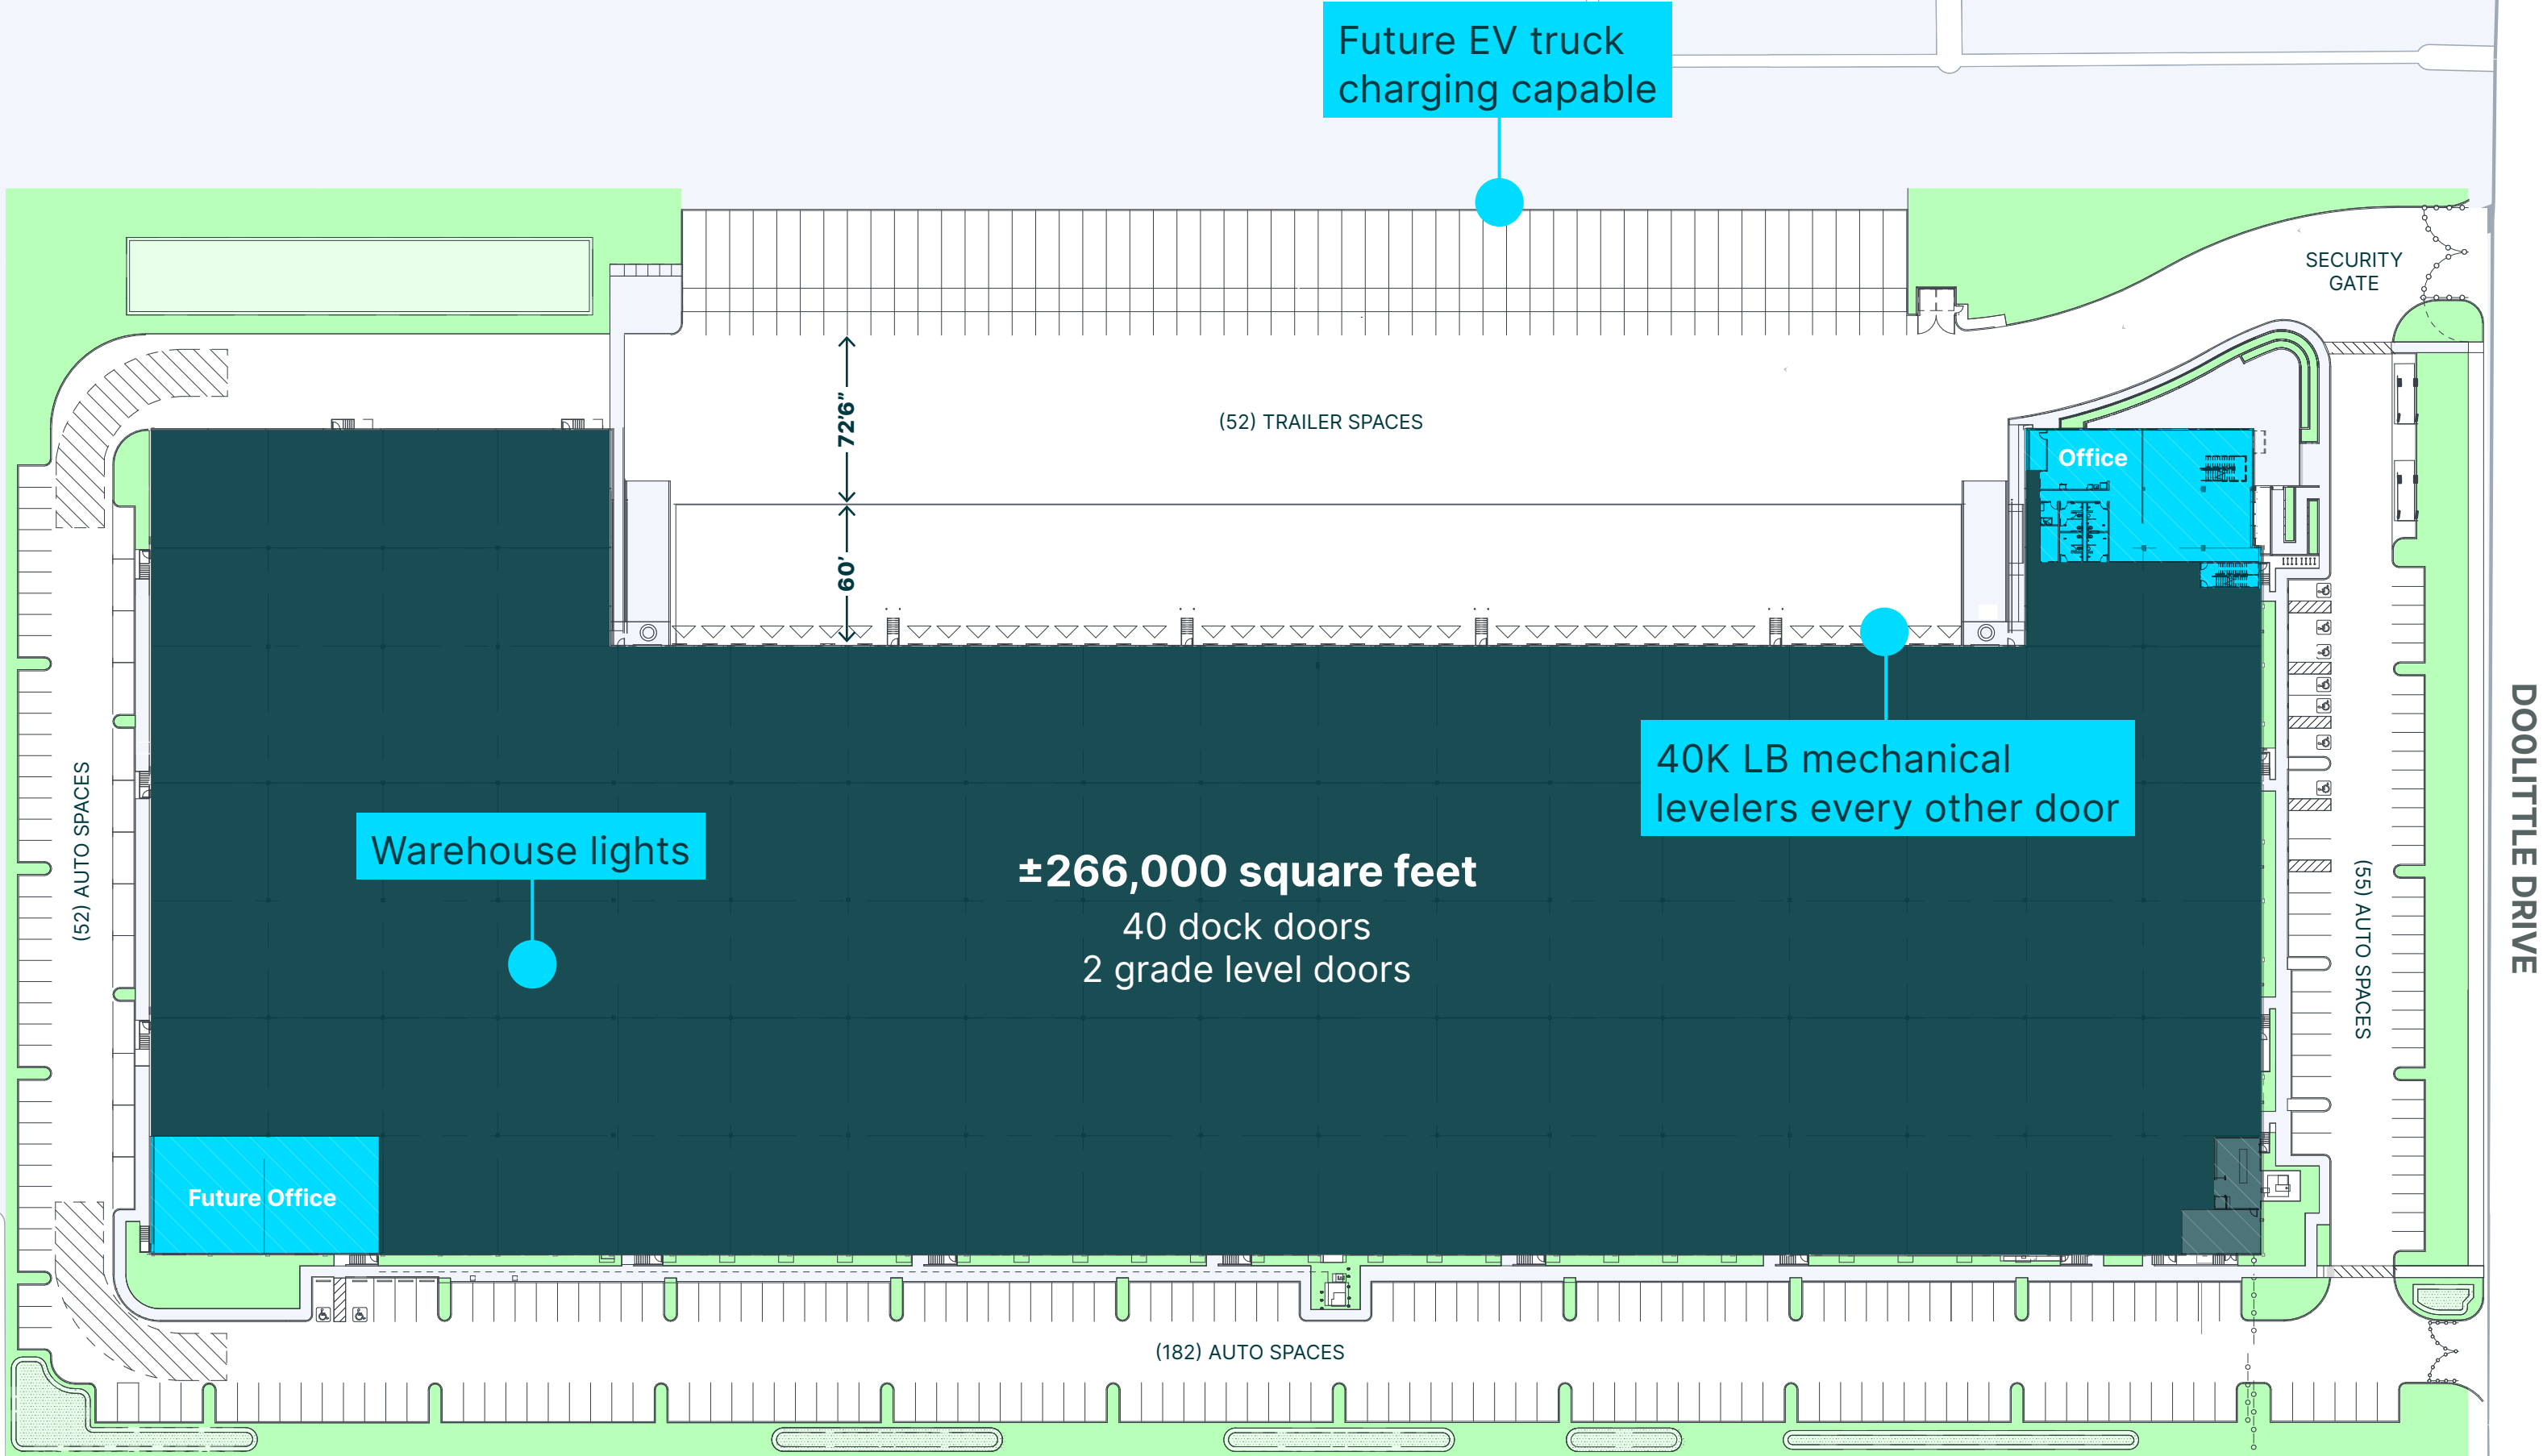 Future EV truck
charging capable
SECURITY
GATE
72'6"
(52) TRAILER SPACES
Office
60'
40K LB mechanical
levelers every other door
Warehouse lights
±266,000 square feet
40 dock doors
2 grade level doors
(52) AUTO SPACES
(55) AUTO SPACES
DOOLITTLE DRIVE
Future Office
(182) AUTO SPACES